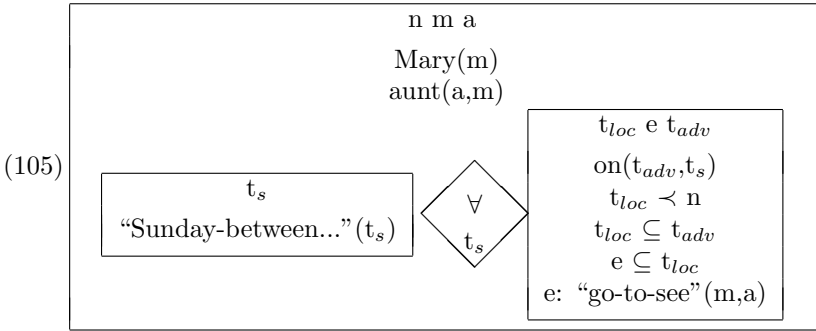 (105)
n m a
Mary(m)
aunt(a,m)
t_s
“Sunday-between...”(t_s)
∀
t_s
t_loc e t_adv
on(t_adv,t_s)
t_loc ≺ n
t_loc ⊆ t_adv
e ⊆ t_loc
e: “go-to-see”(m,a)